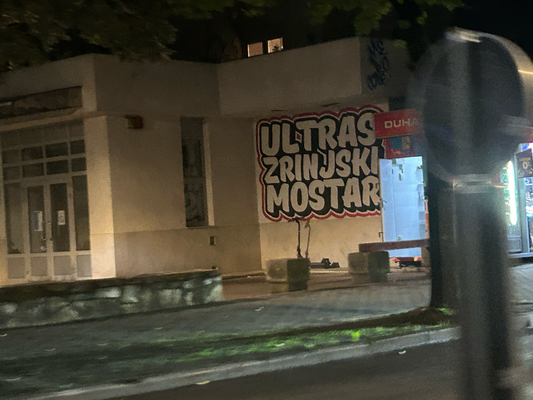 ULTRAS
ZRINJSKI
MOSTAR
DUHA